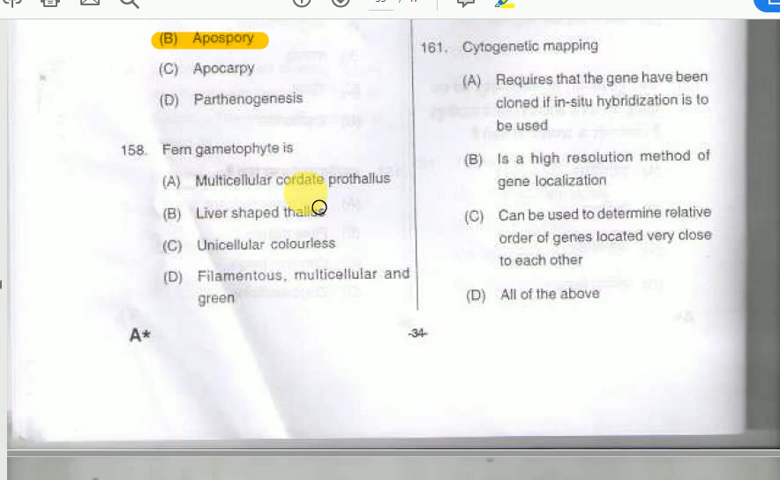 (B) Apospory
(C) Apocarpy
(D) Parthenogenesis
158. Fern gametophyte is
(A) Multicellular cordate prothallus
(B) Liver shaped thallus
(C) Unicellular colourless
(D) Filamentous, multicellular and
green
A*
161. Cytogenetic mapping
(A) Requires that the gene have been
cloned if in-situ hybridization is to
be used
(B) Is a high resolution method of
gene localization
(C) Can be used to determine relative
order of genes located very close
to each other
(D) All of the above
-34-